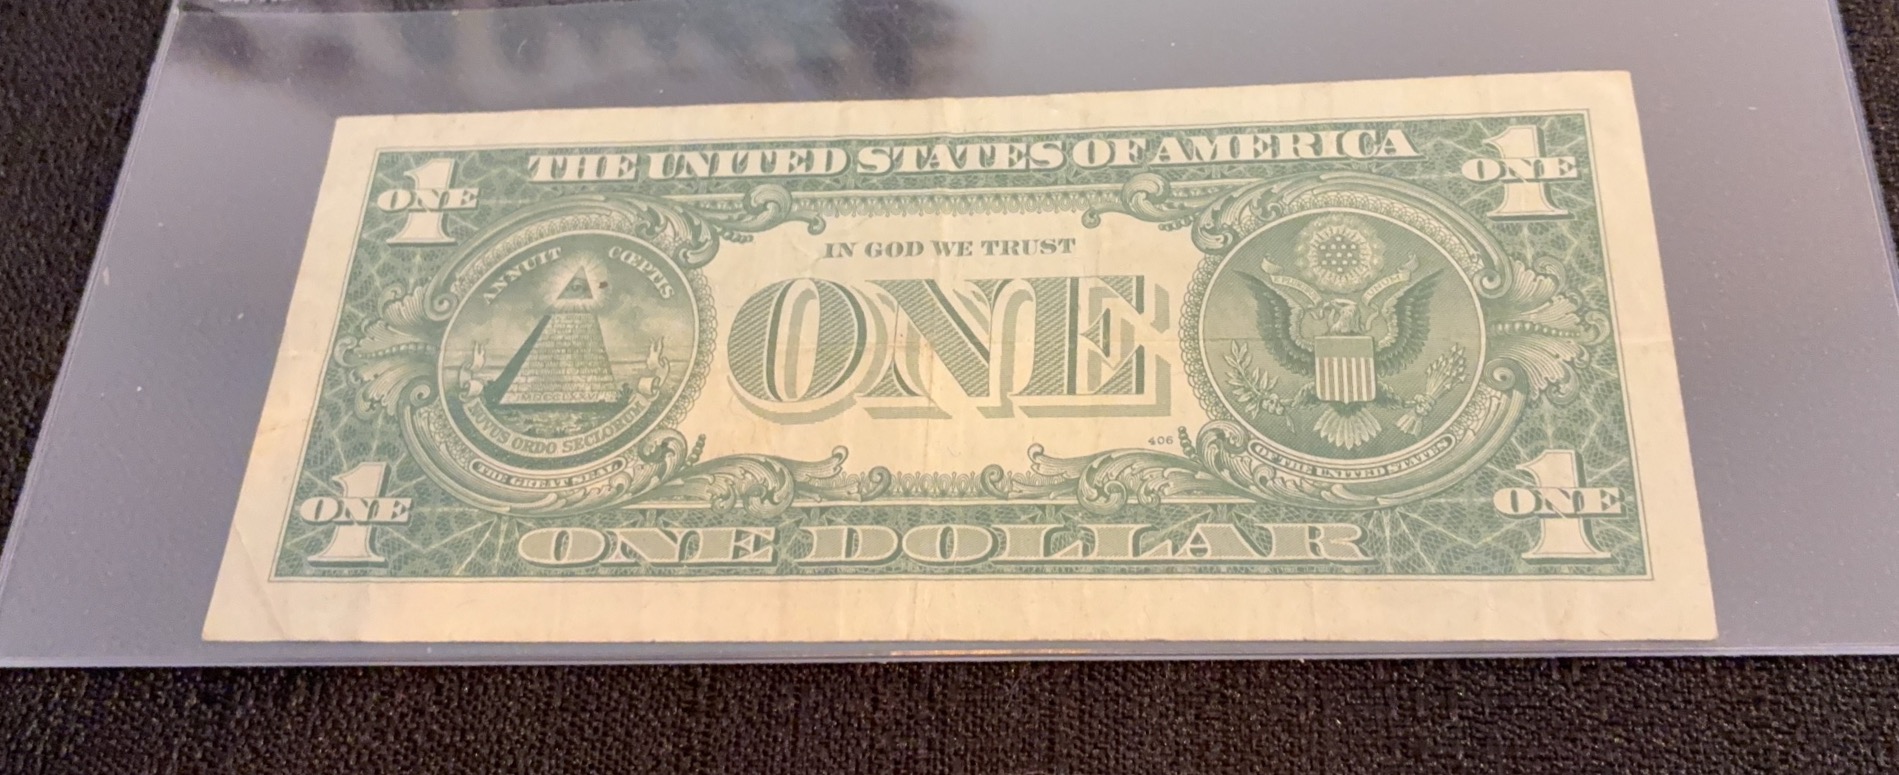 THE UNITED STATES OF AMERICA
1
ONE
1
ONE
IN GOD WE TRUST
ANNUIT CŒPTIS
ONE
MDCCLXXVI
NOVUS ORDO SECLORUM
THE GREAT SEAL
OF THE UNITED STATES
406
1
ONE
1
ONE
ONE DOLLAR